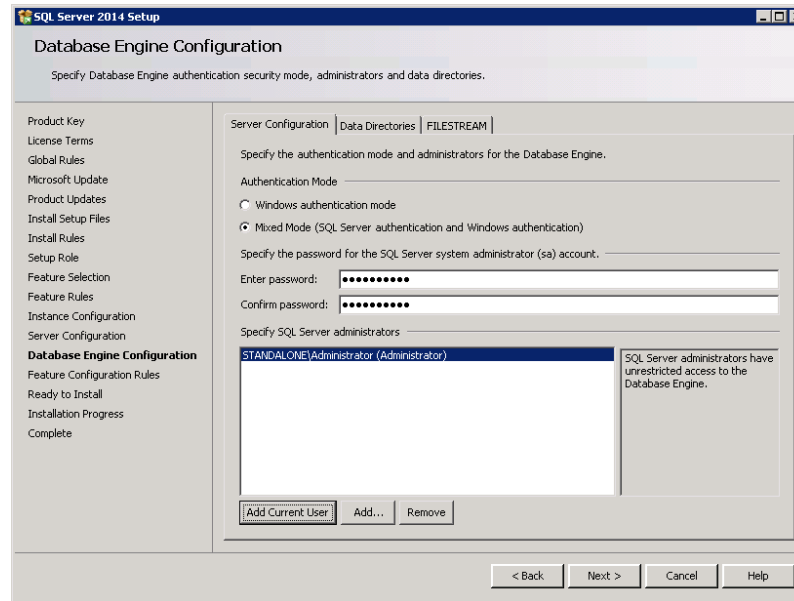 SQL Server 2014 Setup
Database Engine Configuration
Specify Database Engine authentication security mode, administrators and data directories.
Product Key
License Terms
Global Rules
Microsoft Update
Product Updates
Install Setup Files
Install Rules
Setup Role
Feature Selection
Feature Rules
Instance Configuration
Server Configuration
Database Engine Configuration
Feature Configuration Rules
Ready to Install
Installation Progress
Complete
Server Configuration Data Directories FILESTREAM
Specify the authentication mode and administrators for the Database Engine.
Authentication Mode
Windows authentication mode
Mixed Mode (SQL Server authentication and Windows authentication)
Specify the password for the SQL Server system administrator (sa) account.
Enter password: ●●●●●●●●●●
Confirm password: ●●●●●●●●●●
Specify SQL Server administrators
STANDALONE\Administrator (Administrator)
SQL Server administrators have
unrestricted access to the
Database Engine.
Add Current User Add... Remove
< Back Next > Cancel Help